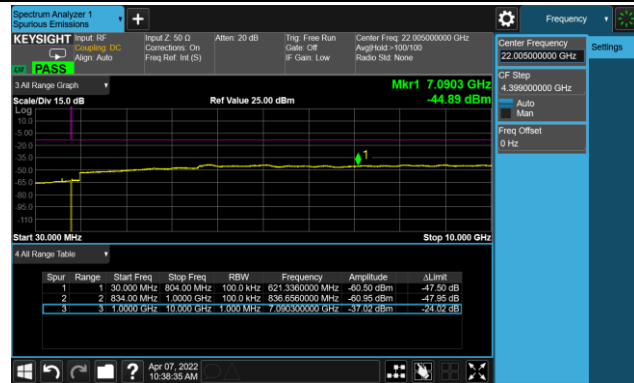 Spectrum Analyzer 1
Spurious Emissions
Frequency
KEYSIGHT
Input: RF
Coupling: DC
Align: Auto
Input Z: 50 Ω
Corrections: On
Freq Ref: Int (S)
Atten: 20 dB
Trig: Free Run
Gate: Off
IF Gain: Low
Center Freq: 22.005000000 GHz
Avg|Hold:>100/100
Radio Std: None
PASS
Center Frequency
22.005000000 GHz
Settings
CF Step
4.399000000 GHz
Auto
Man
Freq Offset
0 Hz
3 All Range Graph
Mkr1 7.0903 GHz
Scale/Div 15.0 dB
Ref Value 25.00 dBm
-44.89 dBm
Log
10.0
-5.00
-20.0
-35.0
-50.0
-65.0
-80.0
-95.0
-110
1
Start 30.000 MHz
Stop 10.000 GHz
4 All Range Table
Spur Range Start Freq Stop Freq RBW Frequency Amplitude ΔLimit
1 1 30.000 MHz 804.00 MHz 100.0 kHz 621.3360000 MHz -60.50 dBm -47.50 dB
2 2 834.00 MHz 1.0000 GHz 100.0 kHz 836.6560000 MHz -60.95 dBm -47.95 dB
3 3 1.0000 GHz 10.000 GHz 1.000 MHz 7.090300000 GHz -37.02 dBm -24.02 dB
?
Apr 07, 2022
10:38:35 AM